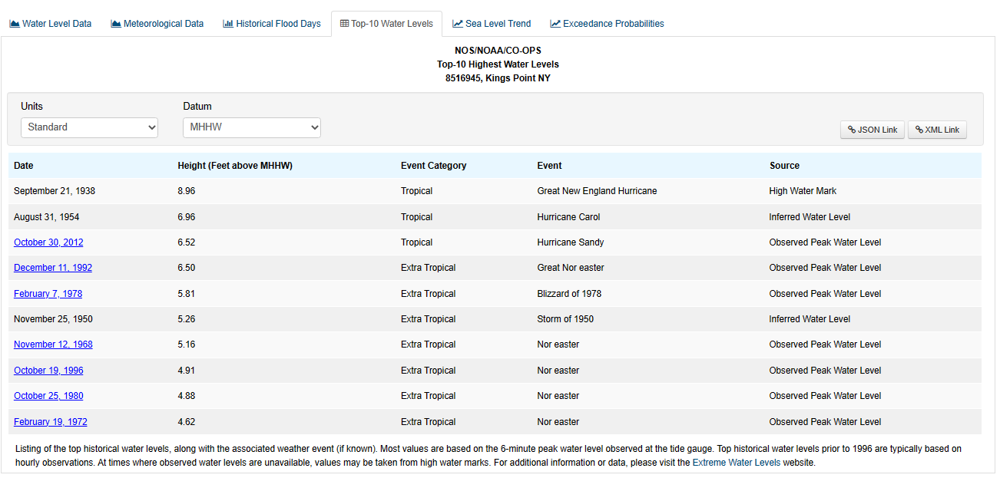 Water Level Data Meteorological Data Historical Flood Days Top-10 Water Levels Sea Level Trend Exceedance Probabilities
NOS/NOAA/CO-OPS
Top-10 Highest Water Levels
8516945, Kings Point NY
Units Datum
Standard MHHW JSON Link XML Link
Date Height (Feet above MHHW) Event Category Event Source
September 21, 1938 8.96 Tropical Great New England Hurricane High Water Mark
August 31, 1954 6.96 Tropical Hurricane Carol Inferred Water Level
October 30, 2012 6.52 Tropical Hurricane Sandy Observed Peak Water Level
December 11, 1992 6.50 Extra Tropical Great Nor easter Observed Peak Water Level
February 7, 1978 5.81 Extra Tropical Blizzard of 1978 Observed Peak Water Level
November 25, 1950 5.26 Extra Tropical Storm of 1950 Inferred Water Level
November 12, 1968 5.16 Extra Tropical Nor easter Observed Peak Water Level
October 19, 1996 4.91 Extra Tropical Nor easter Observed Peak Water Level
October 25, 1980 4.88 Extra Tropical Nor easter Observed Peak Water Level
February 19, 1972 4.62 Extra Tropical Nor easter Observed Peak Water Level
Listing of the top historical water levels, along with the associated weather event (if known). Most values are based on the 6-minute peak water level observed at the tide gauge. Top historical water levels prior to 1996 are typically based on
hourly observations. At times where observed water levels are unavailable, values may be taken from high water marks. For additional information or data, please visit the Extreme Water Levels website.